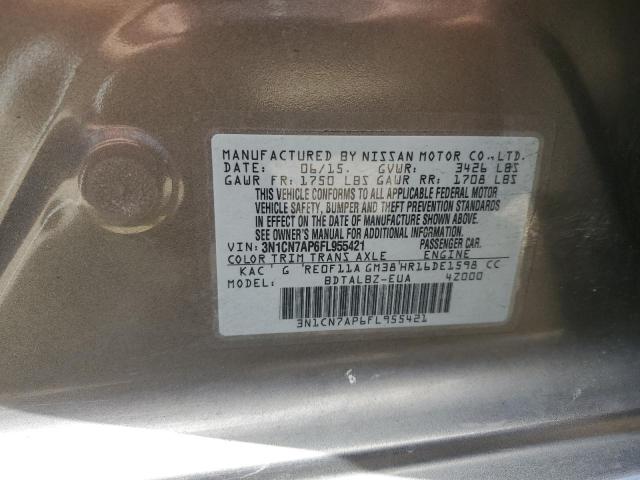 MANUFACTURED BY NISSAN MOTOR CO.,LTD.
DATE: 06/15. GVWR: 3426 LBS
GAWR FR: 1750 LBS GAWR RR: 1708 LBS
THIS VEHICLE CONFORMS TO ALL APPLICABLE FEDERAL MOTOR
VEHICLE SAFETY, BUMPER AND THEFT PREVENTION STANDARDS
IN EFFECT ON THE DATE OF MANUFACTURE SHOWN ABOVE.
SEE OWNER'S MANUAL FOR ADDITIONAL INFORMATION.
VIN: 3N1CN7AP6FL955421 PASSENGER CAR.
COLOR TRIM TRANS AXLE ENGINE
KAC G RE0F11A GM38 HR16DE1598 CC
MODEL: BDTALBZ-EUA 4Z000
3N1CN7AP6FL955421